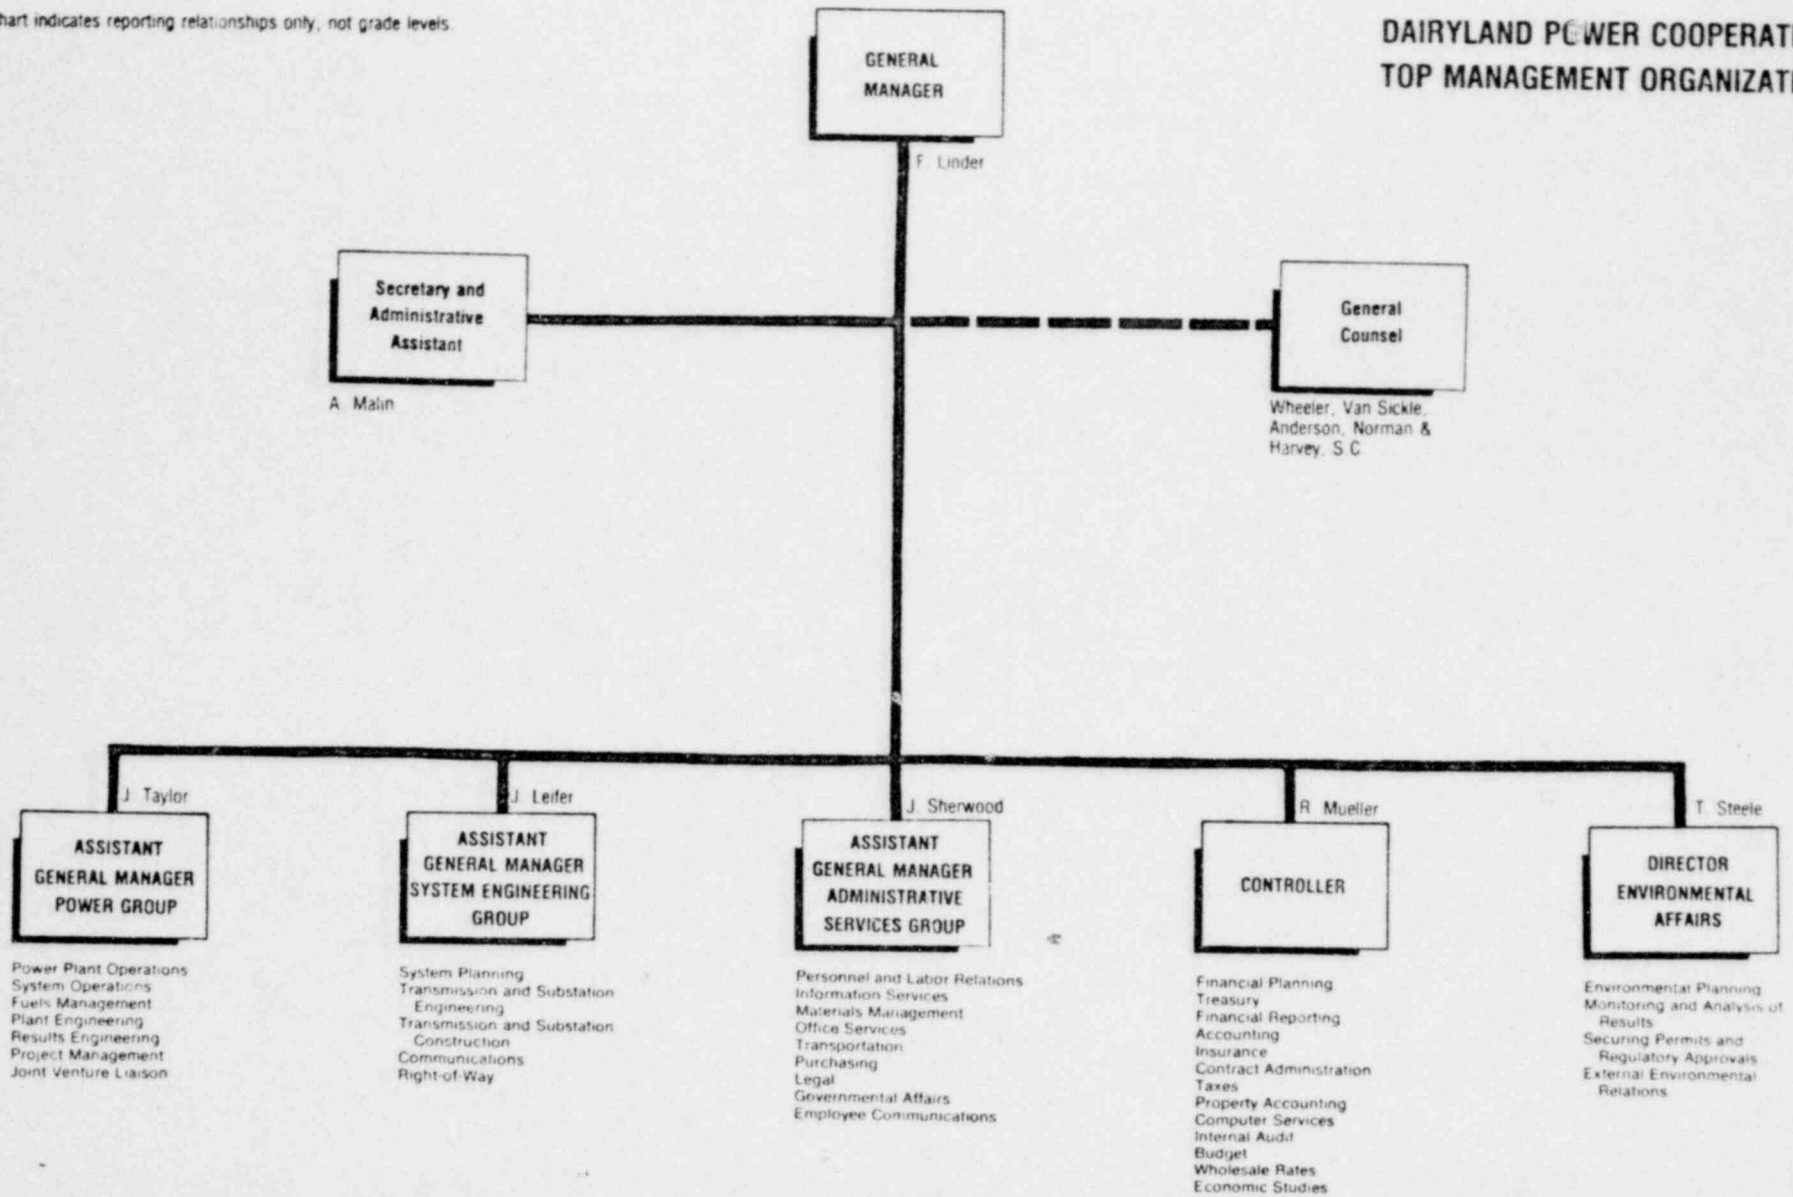 hart indicates reporting relationships only, not grade levels.
DAIRYLAND POWER COOPERATI
TOP MANAGEMENT ORGANIZATI
GENERAL
MANAGER
F. Linder
Secretary and
Administrative
Assistant
A. Malin
General
Counsel
Wheeler, Van Sickle,
Anderson, Norman &
Harvey, S.C.
J. Taylor
ASSISTANT
GENERAL MANAGER
POWER GROUP
Power Plant Operations
System Operations
Fuels Management
Plant Engineering
Results Engineering
Project Management
Joint Venture Liaison
J. Leifer
ASSISTANT
GENERAL MANAGER
SYSTEM ENGINEERING
GROUP
System Planning
Transmission and Substation
Engineering
Transmission and Substation
Construction
Communications
Right-of-Way
J. Sherwood
ASSISTANT
GENERAL MANAGER
ADMINISTRATIVE
SERVICES GROUP
Personnel and Labor Relations
Information Services
Materials Management
Office Services
Transportation
Purchasing
Legal
Governmental Affairs
Employee Communications
R. Mueller
CONTROLLER
Financial Planning
Treasury
Financial Reporting
Accounting
Insurance
Contract Administration
Taxes
Property Accounting
Computer Services
Internal Audit
Budget
Wholesale Rates
Economic Studies
T. Steele
DIRECTOR
ENVIRONMENTAL
AFFAIRS
Environmental Planning
Monitoring and Analysis of
Results
Securing Permits and
Regulatory Approvals
External Environmental
Relations